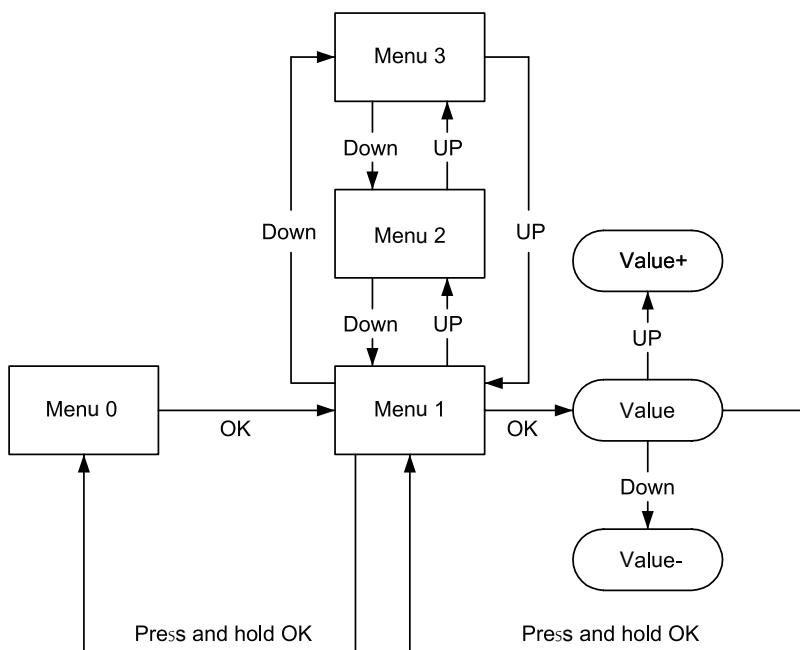 Menu 3
Down
UP
Menu 2
Down
UP
Value+
Down
UP
UP
Menu 0
OK
Menu 1
OK
Value
Down
Value-
Press and hold OK
Press and hold OK